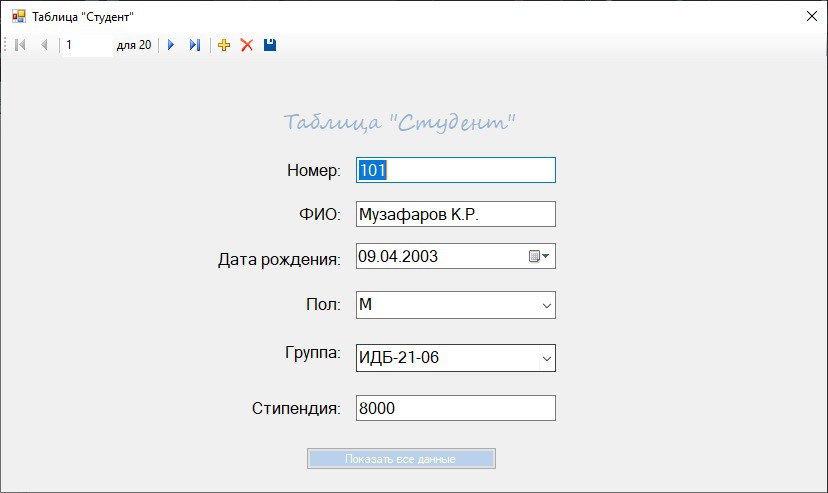 Таблица "Студент"
1 для 20
Таблица "Студент"
Номер: 101
ФИО: Музафаров К.Р.
Дата рождения: 09.04.2003
Пол: М
Группа: ИДБ-21-06
Стипендия: 8000
Показать все данные